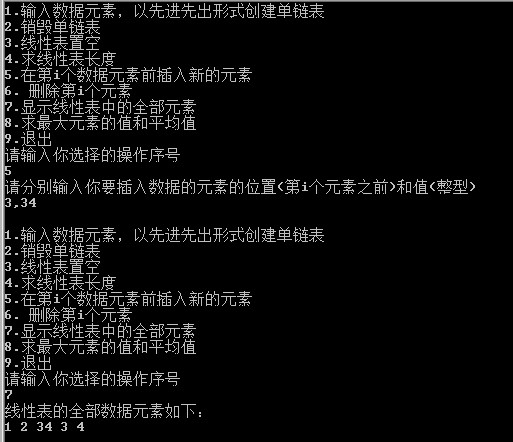 1.输入数据元素，以先进先出形式创建单链表
2.销毁单链表
3.线性表置空
4.求线性表长度
5.在第i个数据元素前插入新的元素
6. 删除第i个元素
7.显示线性表中的全部元素
8.求最大元素的值和平均值
9.退出
请输入你选择的操作序号
5
请分别输入你要插入数据的元素的位置(第i个元素之前)和值(整型)
3,34
1.输入数据元素，以先进先出形式创建单链表
2.销毁单链表
3.线性表置空
4.求线性表长度
5.在第i个数据元素前插入新的元素
6. 删除第i个元素
7.显示线性表中的全部元素
8.求最大元素的值和平均值
9.退出
请输入你选择的操作序号
7
线性表的全部数据元素如下：
1 2 34 3 4